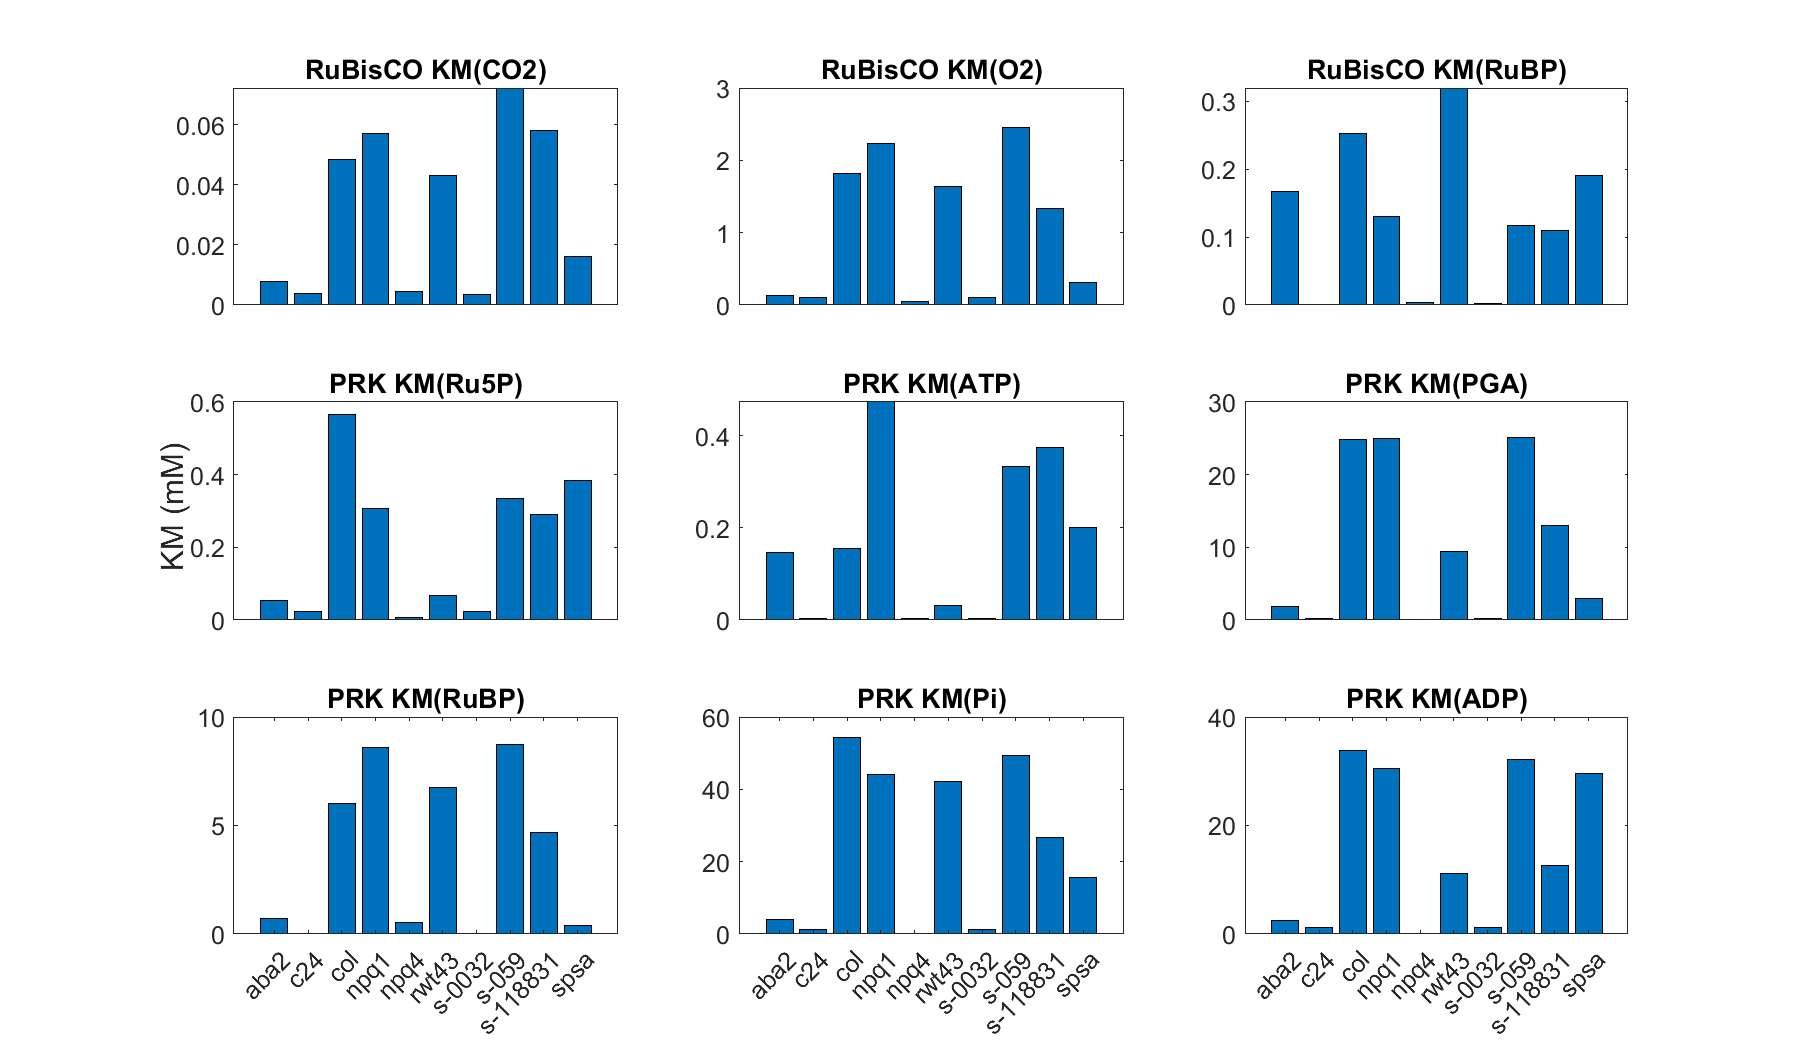 RuBisCO KM(CO2)
0.06
0.04
0.02
0
RuBisCO KM(O2)
3
2
1
0
RuBisCO KM(RuBP)
0.3
0.2
0.1
0
KM (mM)
PRK KM(Ru5P)
0.6
0.4
0.2
0
PRK KM(ATP)
0.4
0.2
0
PRK KM(PGA)
30
20
10
0
PRK KM(RuBP)
10
5
0
aba2
c24
col
npq1
npq4
rwt43
s-0032
s-059
s-118831
spsa
PRK KM(Pi)
60
40
20
0
aba2
c24
col
npq1
npq4
rwt43
s-0032
s-059
s-118831
spsa
PRK KM(ADP)
40
20
0
aba2
c24
col
npq1
npq4
rwt43
s-0032
s-059
s-118831
spsa